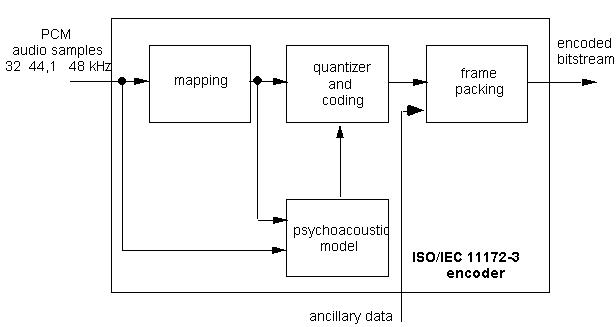 PCM
audio samples
32 44,1 48 kHz
mapping
quantizer
and
coding
frame
packing
encoded
bitstream
psychoacoustic
model
ISO/IEC 11172-3
encoder
ancillary data